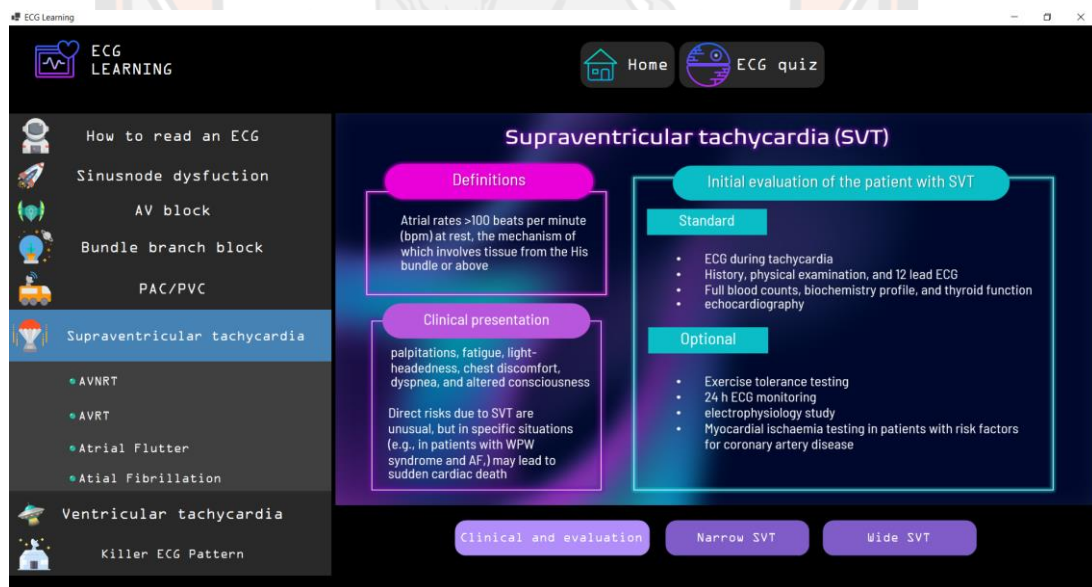 ECG Learning
ECG
LEARNING
Home
ECG quiz
How to read an ECG
Sinusnode dysfuction
AV block
Bundle branch block
PAC/PVC
Supraventricular tachycardia
AVNRT
AVRT
Atrial Flutter
Atial Fibrillation
Ventricular tachycardia
Killer ECG Pattern
Supraventricular tachycardia (SVT)
Definitions
Atrial rates >100 beats per minute
(bpm) at rest, the mechanism of
which involves tissue from the His
bundle or above
Clinical presentation
palpitations, fatigue, light-
headedness, chest discomfort,
dyspnea, and altered consciousness
Direct risks due to SVT are
unusual, but in specific situations
(e.g., in patients with WPW
syndrome and AF,) may lead to
sudden cardiac death
Initial evaluation of the patient with SVT
Standard
• ECG during tachycardia
• History, physical examination, and 12 lead ECG
• Full blood counts, biochemistry profile, and thyroid function
• echocardiography
Optional
• Exercise tolerance testing
• 24 h ECG monitoring
• electrophysiology study
• Myocardial ischaemia testing in patients with risk factors
for coronary artery disease
Clinical and evaluation
Narrow SVT
Wide SVT